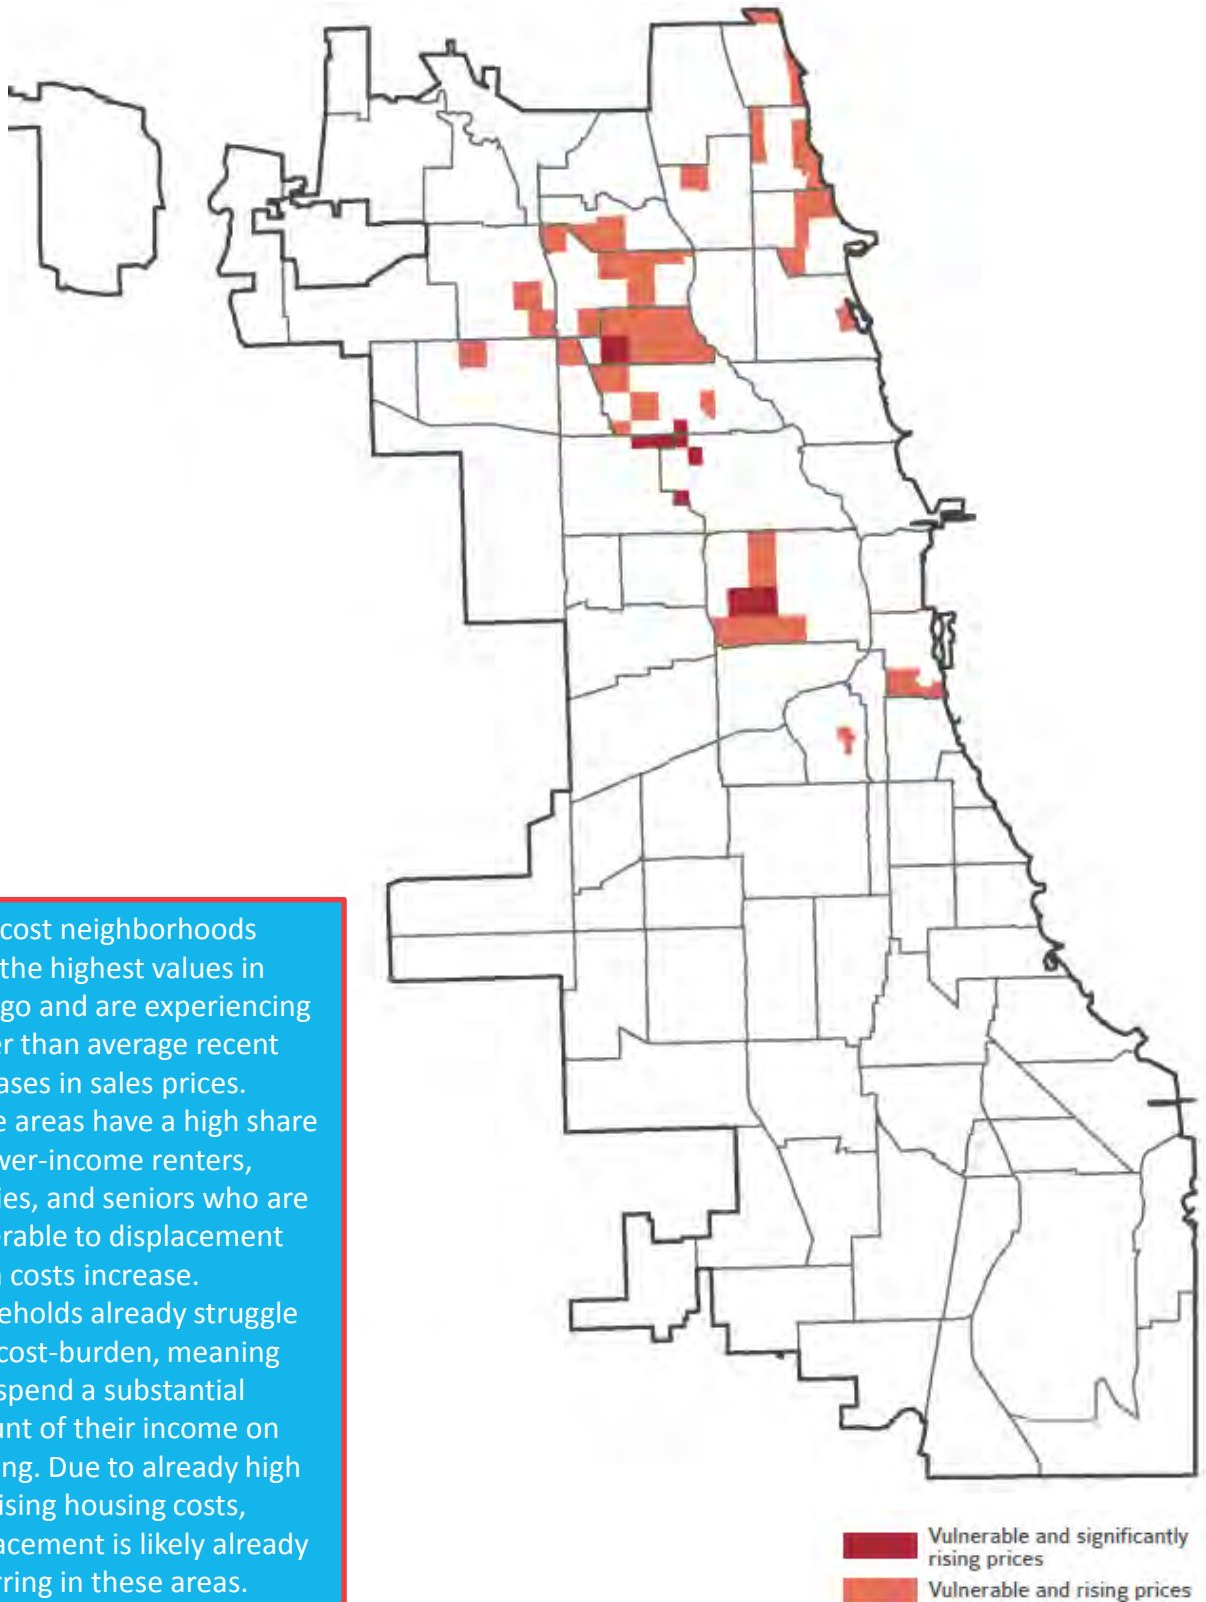 cost neighborhoods
the highest values in
go and are experiencing
er than average recent
ases in sales prices.
e areas have a high share
wer-income renters,
ies, and seniors who are
erable to displacement
costs increase.
eholds already struggle
cost-burden, meaning
spend a substantial
unt of their income on
ing. Due to already high
ising housing costs,
acement is likely already
rring in these areas.
Vulnerable and significantly
rising prices
Vulnerable and rising prices